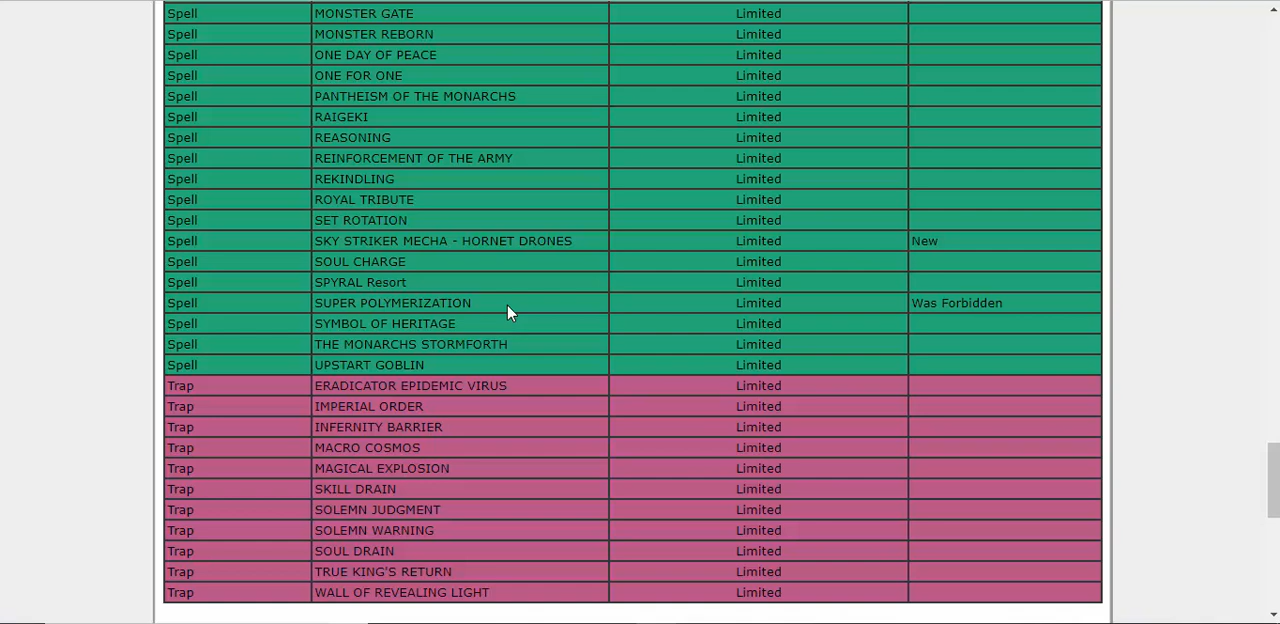 Spell MONSTER GATE Limited
Spell MONSTER REBORN Limited
Spell ONE DAY OF PEACE Limited
Spell ONE FOR ONE Limited
Spell PANTHEISM OF THE MONARCHS Limited
Spell RAIGEKI Limited
Spell REASONING Limited
Spell REINFORCEMENT OF THE ARMY Limited
Spell REKINDLING Limited
Spell ROYAL TRIBUTE Limited
Spell SET ROTATION Limited
Spell SKY STRIKER MECHA - HORNET DRONES Limited New
Spell SOUL CHARGE Limited
Spell SPYRAL Resort Limited
Spell SUPER POLYMERIZATION Limited Was Forbidden
Spell SYMBOL OF HERITAGE Limited
Spell THE MONARCHS STORMFORTH Limited
Spell UPSTART GOBLIN Limited
Trap ERADICATOR EPIDEMIC VIRUS Limited
Trap IMPERIAL ORDER Limited
Trap INFERNITY BARRIER Limited
Trap MACRO COSMOS Limited
Trap MAGICAL EXPLOSION Limited
Trap SKILL DRAIN Limited
Trap SOLEMN JUDGMENT Limited
Trap SOLEMN WARNING Limited
Trap SOUL DRAIN Limited
Trap TRUE KING'S RETURN Limited
Trap WALL OF REVEALING LIGHT Limited